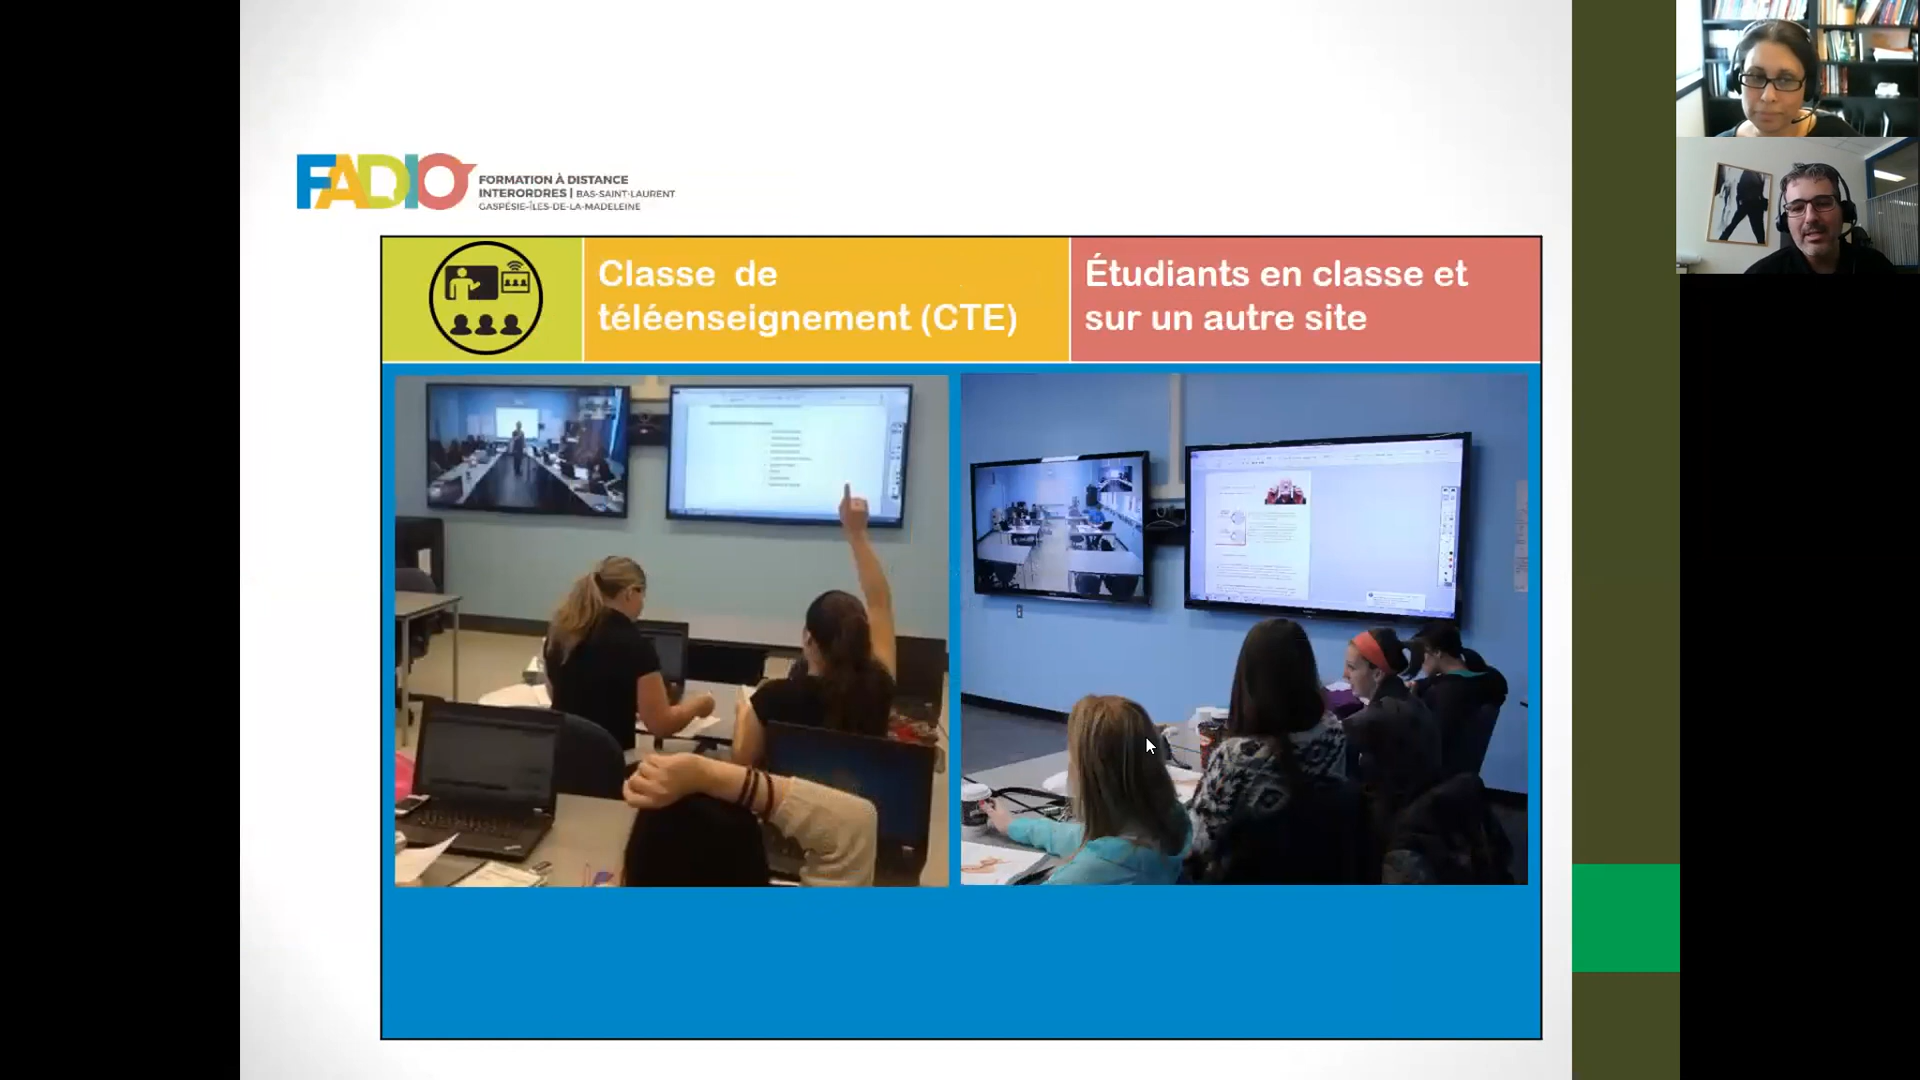 FADIO
FORMATION À DISTANCE
INTERORDRES | BAS-SAINT-LAURENT
GASPÉSIE-ÎLES-DE-LA-MADELEINE
Classe de
téléenseignement (CTE)
Étudiants en classe et
sur un autre site